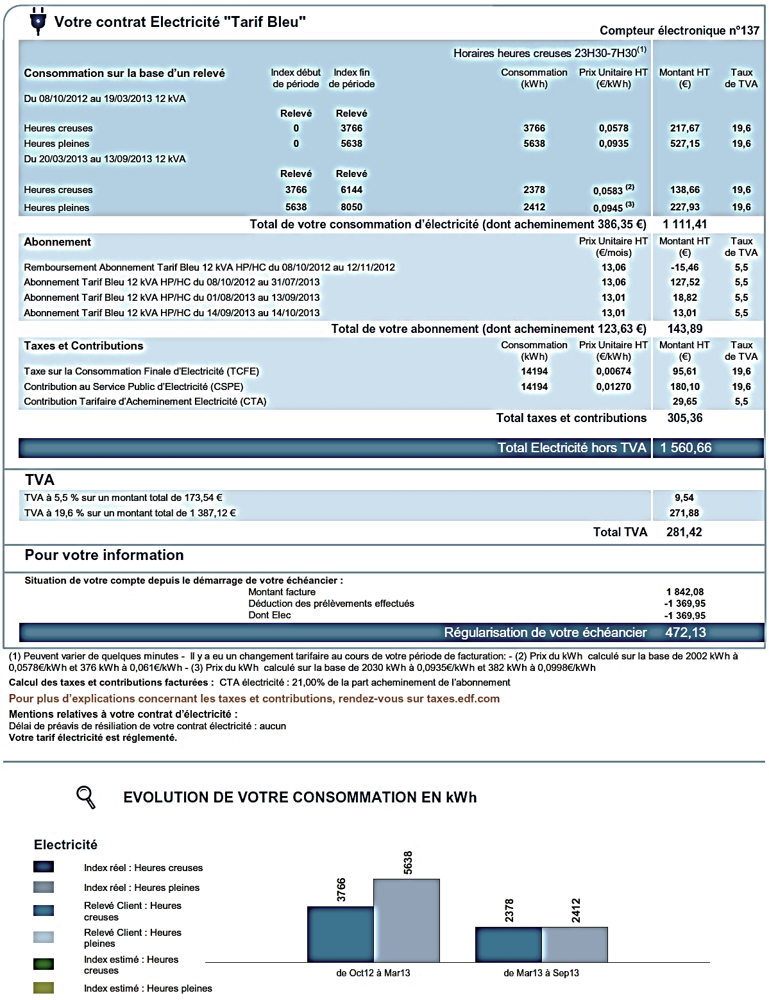 Votre contrat Electricité "Tarif Bleu"
Compteur électronique n°137
Horaires heures creuses 23H30-7H30(1)
Consommation sur la base d'un relevé Index début de période Index fin de période Consommation (kWh) Prix Unitaire HT (€/kWh) Montant HT (€) Taux de TVA
Du 08/10/2012 au 19/03/2013 12 kVA
Relevé Relevé
Heures creuses 0 3766 3766 0,0578 217,67 19,6
Heures pleines 0 5638 5638 0,0935 527,15 19,6
Du 20/03/2013 au 13/09/2013 12 kVA
Relevé Relevé
Heures creuses 3766 6144 2378 0,0583 (2) 138,66 19,6
Heures pleines 5638 8050 2412 0,0945 (3) 227,93 19,6
Total de votre consommation d'électricité (dont acheminement 386,35 €) 1 111,41
Abonnement Prix Unitaire HT (€/mois) Montant HT (€) Taux de TVA
Remboursement Abonnement Tarif Bleu 12 kVA HP/HC du 08/10/2012 au 12/11/2012 13,06 -15,46 5,5
Abonnement Tarif Bleu 12 kVA HP/HC du 08/10/2012 au 31/07/2013 13,06 127,52 5,5
Abonnement Tarif Bleu 12 kVA HP/HC du 01/08/2013 au 13/09/2013 13,01 18,82 5,5
Abonnement Tarif Bleu 12 kVA HP/HC du 14/09/2013 au 14/10/2013 13,01 13,01 5,5
Total de votre abonnement (dont acheminement 123,63 €) 143,89
Taxes et Contributions Consommation (kWh) Prix Unitaire HT (€/kWh) Montant HT (€) Taux de TVA
Taxe sur la Consommation Finale d'Electricité (TCFE) 14194 0,00674 95,61 19,6
Contribution au Service Public d'Electricité (CSPE) 14194 0,01270 180,10 19,6
Contribution Tarifaire d'Acheminement Electricité (CTA) 29,65 5,5
Total taxes et contributions 305,36
Total Electricité hors TVA 1 560,66
TVA
TVA à 5,5 % sur un montant total de 173,54 € 9,54
TVA à 19,6 % sur un montant total de 1 387,12 € 271,88
Total TVA 281,42
Pour votre information
Situation de votre compte depuis le démarrage de votre échéancier :
Montant facture 1 842,08
Déduction des prélèvements effectués -1 369,95
Dont Elec -1 369,95
Régularisation de votre échéancier 472,13
(1) Peuvent varier de quelques minutes - Il y a eu un changement tarifaire au cours de votre période de facturation: - (2) Prix du kWh calculé sur la base de 2002 kWh à
0,0578€/kWh et 376 kWh à 0,061€/kWh - (3) Prix du kWh calculé sur la base de 2030 kWh à 0,0935€/kWh et 382 kWh à 0,0998€/kWh
Calcul des taxes et contributions facturées : CTA électricité : 21,00% de la part acheminement de l'abonnement
Pour plus d'explications concernant les taxes et contributions, rendez-vous sur taxes.edf.com
Mentions relatives à votre contrat d'électricité :
Délai de préavis de résiliation de votre contrat électricité : aucun
Votre tarif électricité est réglementé.
EVOLUTION DE VOTRE CONSOMMATION EN kWh
Electricité
Index réel : Heures creuses
Index réel : Heures pleines
Relevé Client : Heures
creuses
Relevé Client : Heures
pleines
Index estimé : Heures
creuses
Index estimé : Heures pleines
3766
5638
2378
2412
de Oct12 à Mar13
de Mar13 à Sep13